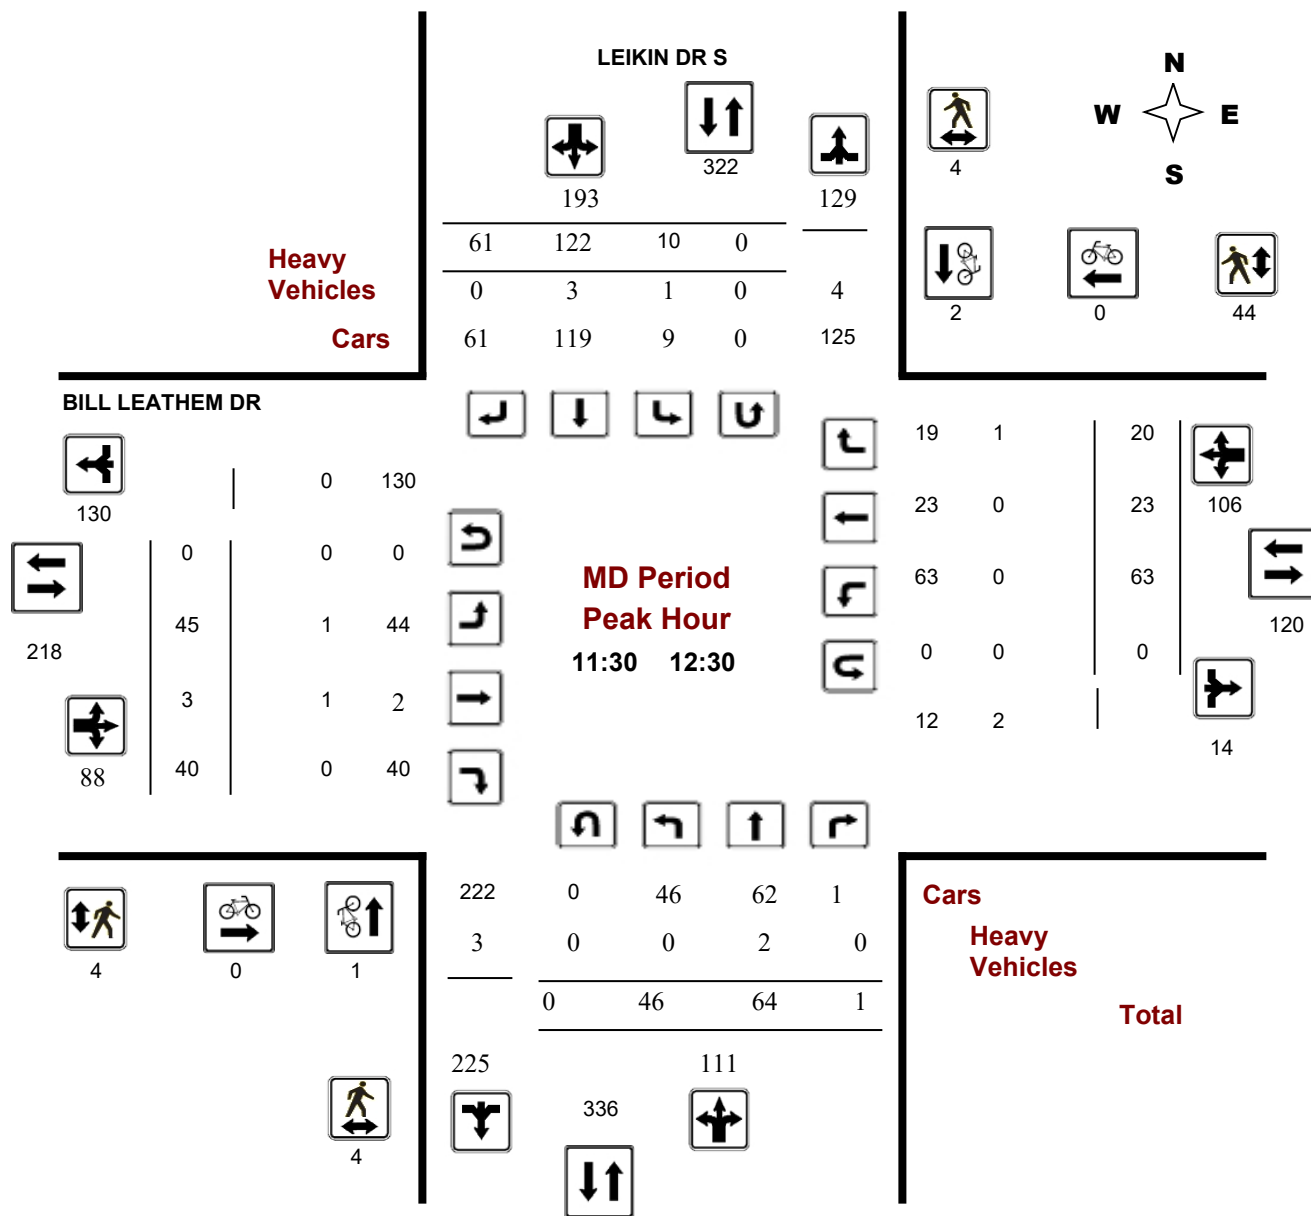 LEIKIN DR S
N
W E
S
322
4
193 129
61 122 10 0
Heavy
Vehicles 0 3 1 0 4
2 0 44
Cars 61 119 9 0 125
BILL LEATHEM DR
19 1 20
0 130
130
23 0 23 106
0 0 0
MD Period
63 0 63
Peak Hour
45 1 44
120
218
11:30 12:30
0 0 0
3 1 2
12 2
14
88 40 0 40
222 0 46 62 1 Cars
3 0 0 2 0 Heavy
Vehicles
4 0 1
0 46 64 1
Total
225 111
336
4